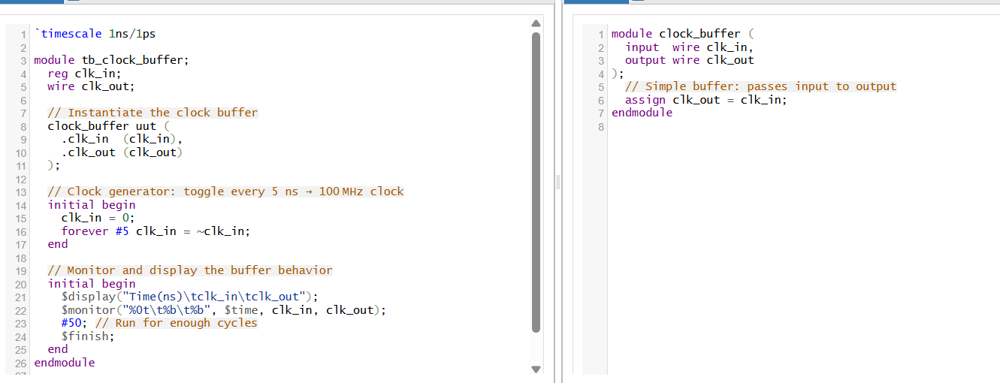 1 `timescale 1ns/1ps
2
3 module tb_clock_buffer;
4 reg clk_in;
5 wire clk_out;
6
7 // Instantiate the clock buffer
8 clock_buffer uut (
9 .clk_in  (clk_in),
10 .clk_out (clk_out)
11 );
12
13 // Clock generator: toggle every 5 ns → 100 MHz clock
14 initial begin
15 clk_in = 0;
16 forever #5 clk_in = ~clk_in;
17 end
18
19 // Monitor and display the buffer behavior
20 initial begin
21 $display("Time(ns)\tclk_in\tclk_out");
22 $monitor("%0t\t%b\t%b", $time, clk_in, clk_out);
23 #50; // Run for enough cycles
24 $finish;
25 end
26 endmodule
27
1 module clock_buffer (
2 input  wire clk_in,
3 output wire clk_out
4 );
5 // Simple buffer: passes input to output
6 assign clk_out = clk_in;
7 endmodule
8